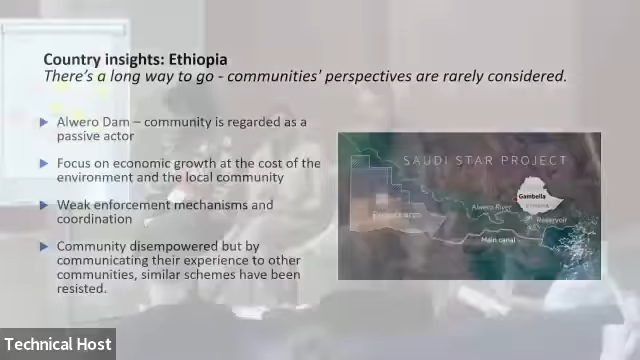 Country insights: Ethiopia
There's a long way to go - communities' perspectives are rarely considered.
Alwero Dam – community is regarded as a
passive actor
Focus on economic growth at the cost of the
environment and the local community
Weak enforcement mechanisms and
coordination
Community disempowered but by
communicating their experience to other
communities, similar schemes have been
resisted.
SAUDI STAR PROJECT
Gambella
Alwero River
Reservoir
Main canal
Technical Host